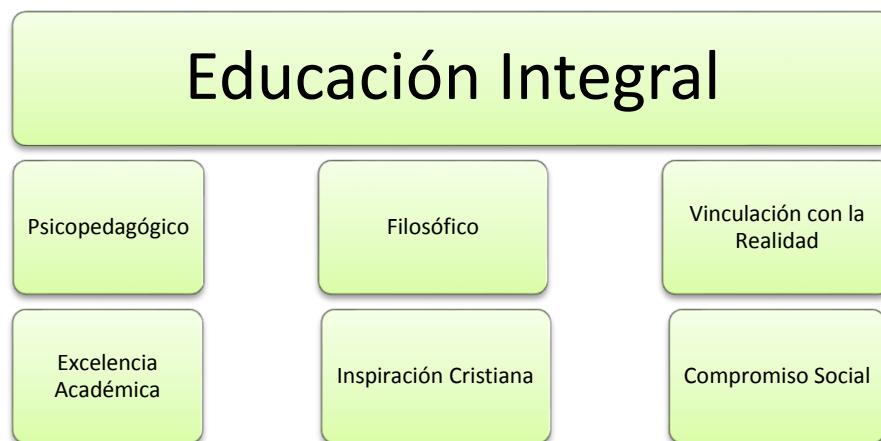 Educación Integral
Psicopedagógico
Filosófico
Vinculación con la
Realidad
Excelencia
Académica
Inspiración Cristiana
Compromiso Social